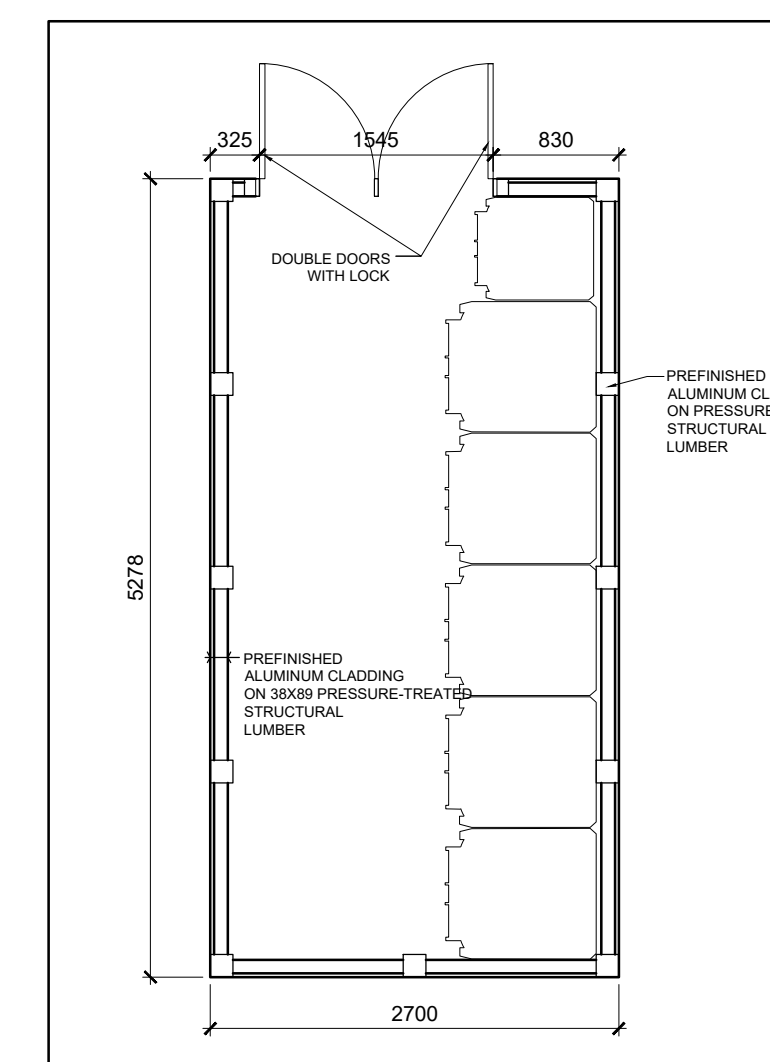 325
1545
830
DOUBLE DOORS
WITH LOCK
PREFINISHED
ALUMINUM CL
ON PRESSURE
STRUCTURAL
LUMBER
5278
PREFINISHED
ALUMINUM CLADDING
ON 38X89 PRESSURE-TREATED
STRUCTURAL
LUMBER
2700